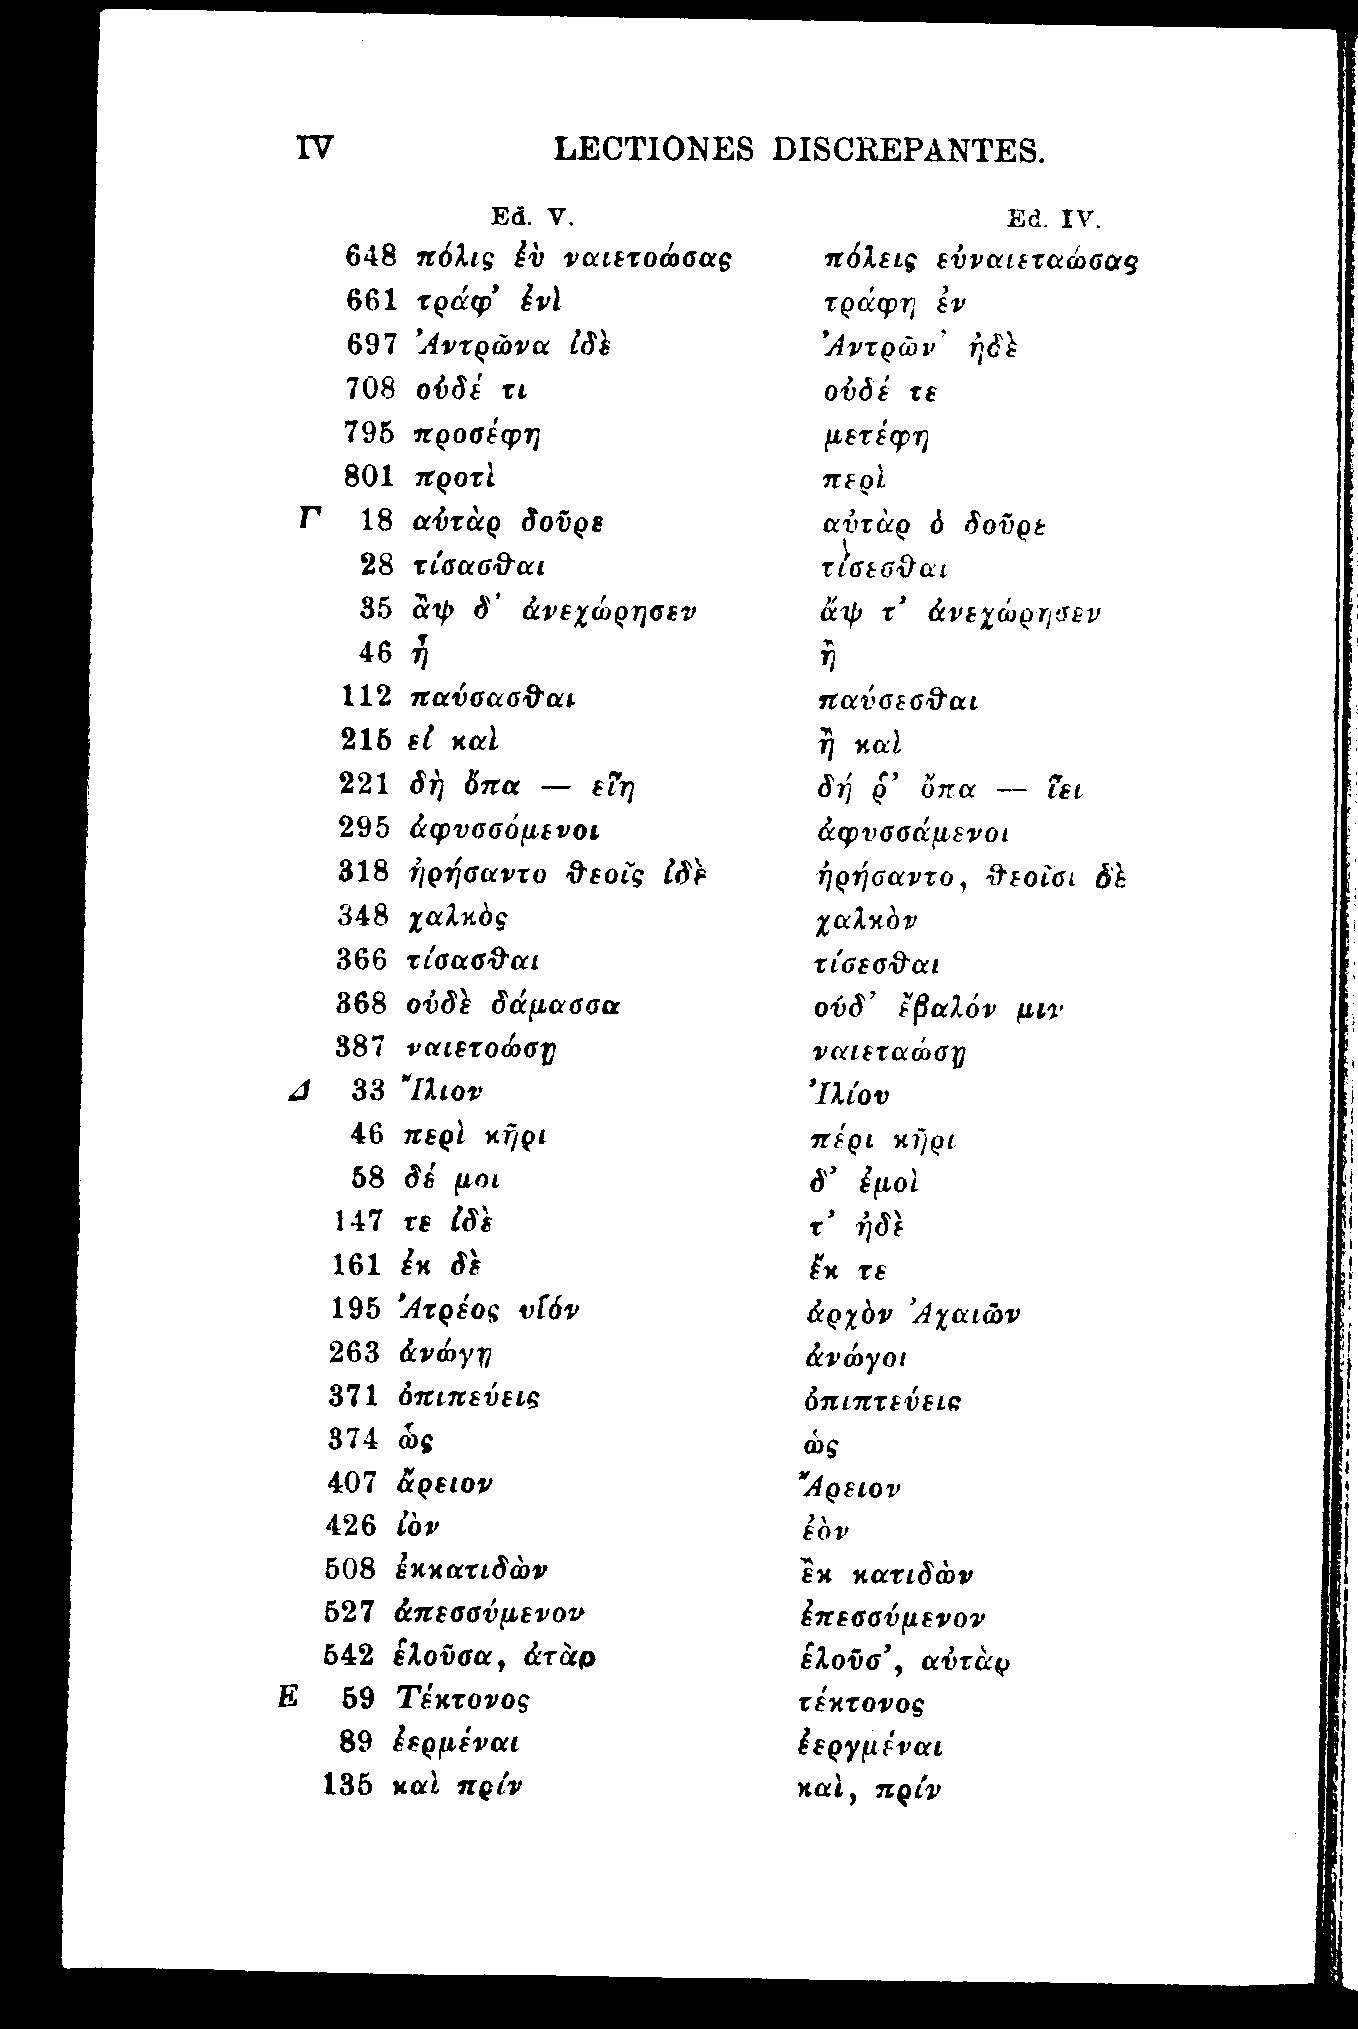 IV LECTIONES DISCREPANTES.
Ed. V. Ed. IV.
648 πόλις ἐὺ ναιετοώσας πόλεις εὐναιεταώσας
661 τράφ’ ἐνὶ τράφη ἐν
697 Ἀντρῶνα ἰδὲ Ἀντρῶν’ ἠδὲ
708 οὐδέ τι οὐδέ τε
795 προσέφη μετέφη
801 προτὶ περὶ
Γ 18 αὐτὰρ δοῦρε αὐτὰρ ὁ δοῦρε
28 τίσασθαι τίσεσθαι
35 ἂψ δ’ ἀνεχώρησεν ἄψ τ’ ἀνεχώρησεν
46 ἦ ἢ
112 παύσασθαι παύσεσθαι
215 εἰ καὶ ἢ καὶ
221 δὴ ὄπα — εἵη δή ῥ’ ὄπα — ἵει
295 ἀφυσσόμενοι ἀφυσσάμενοι
318 ἠρήσαντο θεοῖς ἰδὲ ἠρήσαντο, θεοῖσι δὲ
348 χαλκὸς χαλκὸν
366 τίσασθαι τίσεσθαι
368 οὐδὲ δάμασσα οὐδ’ ἔβαλόν μιν
387 ναιετοώσῃ ναιεταώσῃ
Δ 33 Ἴλιον Ἰλίου
46 περὶ κῆρι πέρι κῆρι
58 δέ μοι δ’ ἐμοὶ
147 τε ἰδὲ τ’ ἠδὲ
161 ἐκ δὲ ἔκ τε
195 Ἀτρέος υἱόν ἀρχὸν Ἀχαιῶν
263 ἀνώγῃ ἀνώγοι
371 ὀπιπεύεις ὀπιπτεύεις
374 ὧς ὡς
407 ἄρειον Ἄρειον
426 ἰὸν ἐὸν
508 ἐκκατιδὼν ἒκ κατιδὼν
527 ἀπεσσύμενον ἐπεσσύμενον
542 ἑλοῦσα, ἀτὰρ ἑλοῦσ’, αὐτὰρ
Ε 59 Τέκτονος τέκτονος
89 ἐερμέναι ἐεργμέναι
135 καὶ πρίν καὶ, πρίν